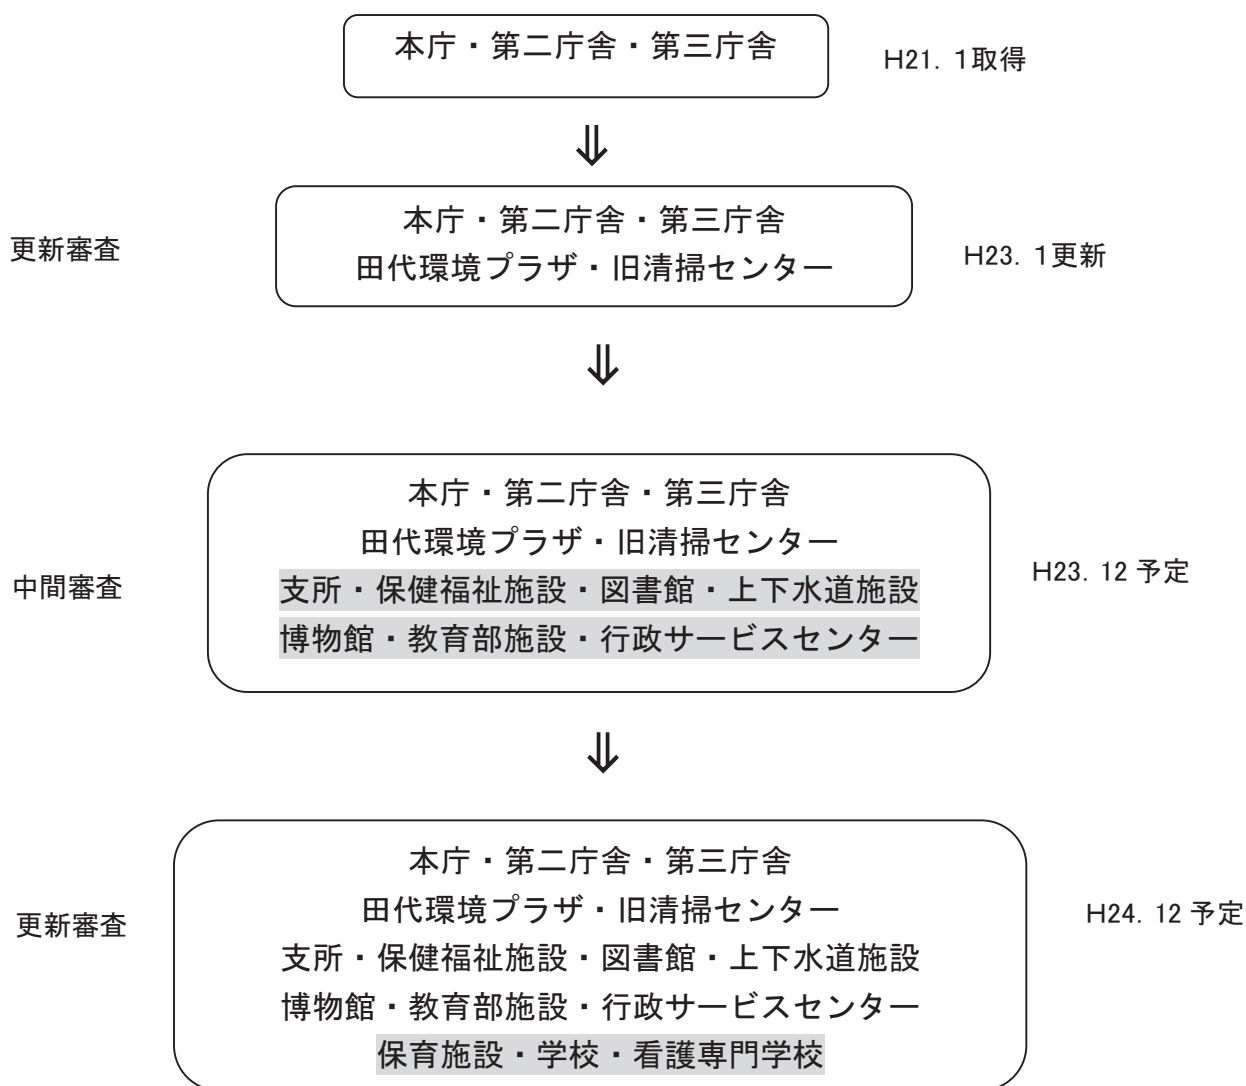 本庁・第二庁舎・第三庁舎
H21. 1取得
⇓
本庁・第二庁舎・第三庁舎
田代環境プラザ・旧清掃センター
更新審査
H23. 1更新
⇓
本庁・第二庁舎・第三庁舎
田代環境プラザ・旧清掃センター
支所・保健福祉施設・図書館・上下水道施設
博物館・教育部施設・行政サービスセンター
中間審査
H23. 12 予定
⇓
本庁・第二庁舎・第三庁舎
田代環境プラザ・旧清掃センター
支所・保健福祉施設・図書館・上下水道施設
博物館・教育部施設・行政サービスセンター
保育施設・学校・看護専門学校
更新審査
H24. 12 予定